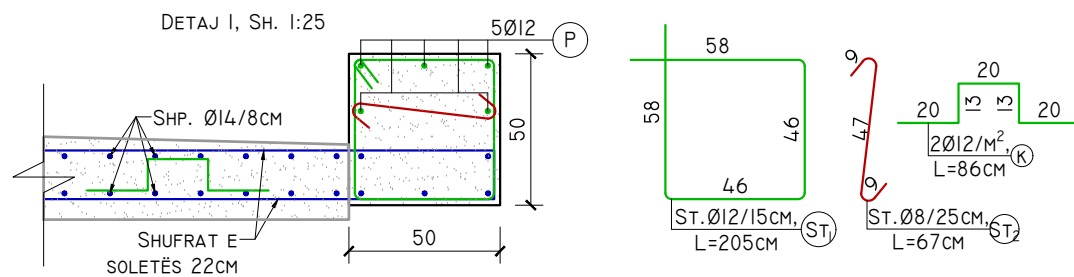 DETAJ 1, SH. 1:25
5Ø12 P
SHP. Ø14/8CM
50
50
SHUFRAT E
SOLETËS 22CM
58
58
46
46
ST.Ø12/15CM, ST1
L=205CM
9
47
9
ST.Ø8/25CM, ST2
L=67CM
20
20
13
13
20
2Ø12/M², K
L=86CM